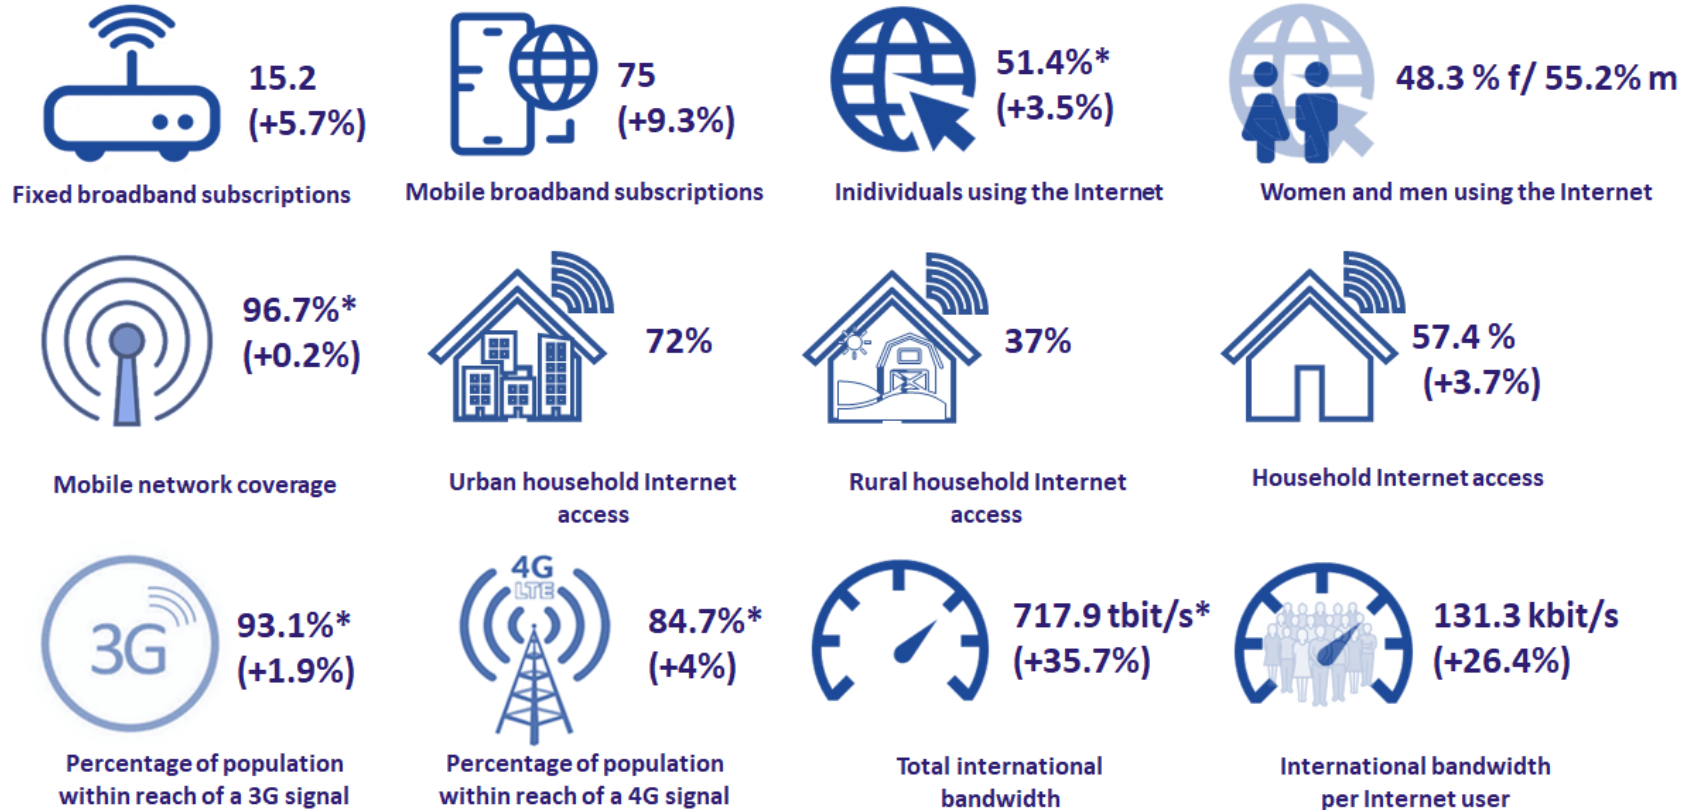 15.2
(+5.7%)
Fixed broadband subscriptions
75
(+9.3%)
Mobile broadband subscriptions
51.4%*
(+3.5%)
Inidividuals using the Internet
48.3 % f/ 55.2% m
Women and men using the Internet
96.7%*
(+0.2%)
Mobile network coverage
72%
Urban household Internet
access
37%
Rural household Internet
access
57.4 %
(+3.7%)
Household Internet access
3G
93.1%*
(+1.9%)
Percentage of population
within reach of a 3G signal
4G
LTE
84.7%*
(+4%)
Percentage of population
within reach of a 4G signal
717.9 tbit/s*
(+35.7%)
Total international
bandwidth
131.3 kbit/s
(+26.4%)
International bandwidth
per Internet user